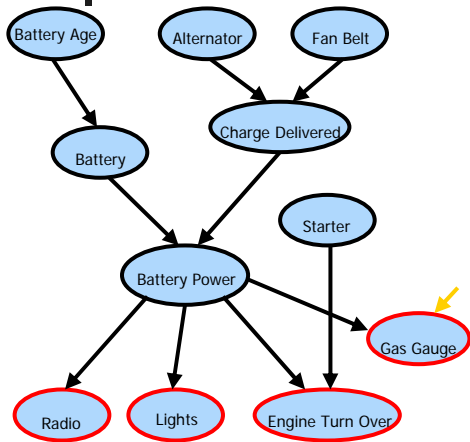 Battery Age
Alternator
Fan Belt
Charge Delivered
Battery
Starter
Battery Power
Gas Gauge
Radio
Lights
Engine Turn Over